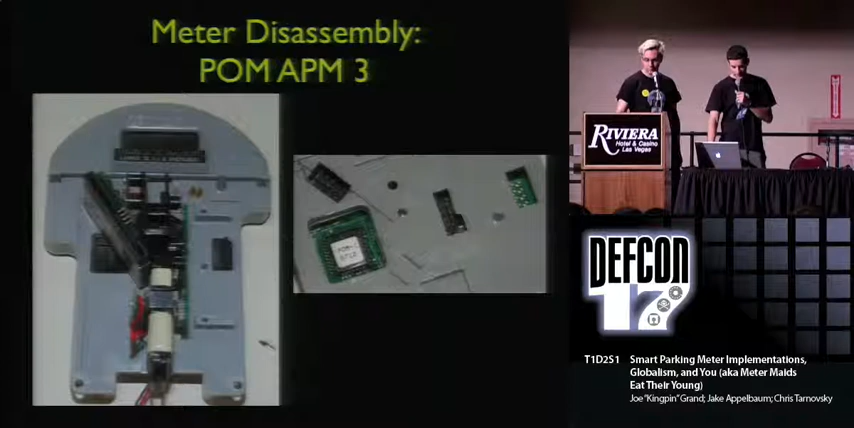 Meter Disassembly:
POM APM 3
RIVIERA
Hotel & Casino
Las Vegas
DEFCON
17
T1D2S1 Smart Parking Meter Implementations,
Globalism, and You (aka Meter Maids
Eat Their Young)
Joe "Kingpin" Grand; Jake Appelbaum; Chris Tarnovsky